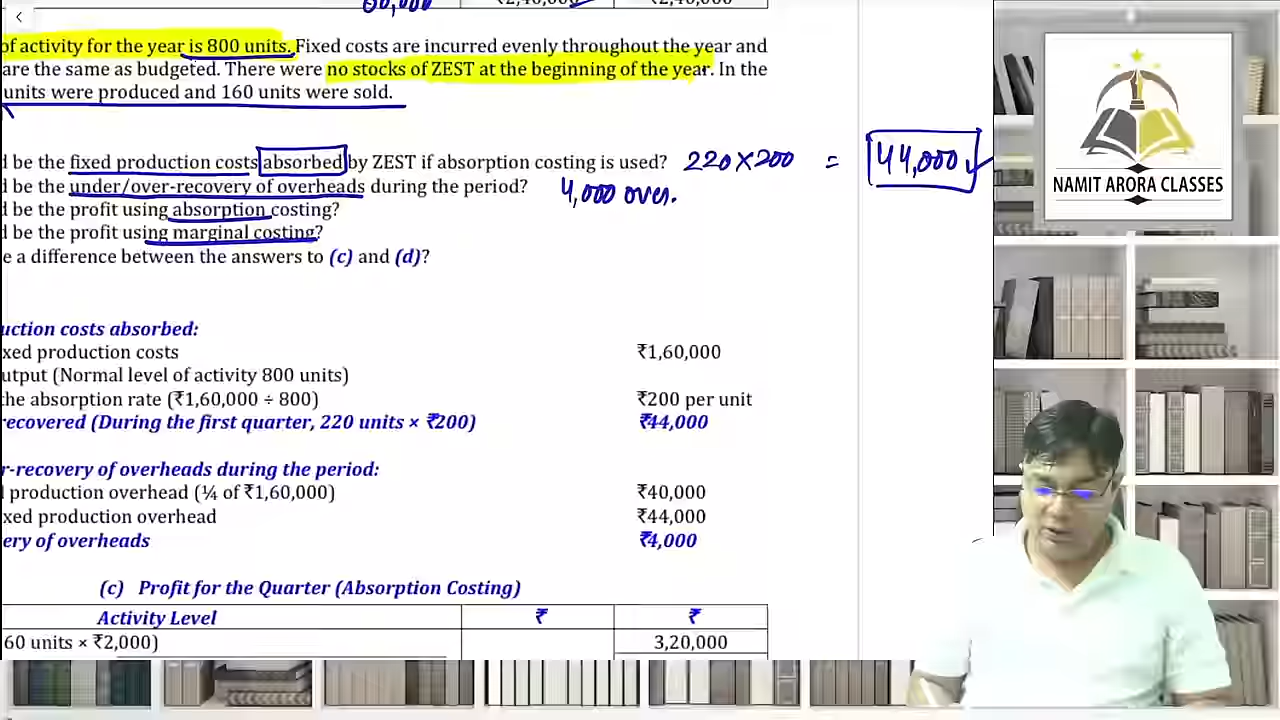 60,000
₹2,40,000 ₹2,40,000
of activity for the year is 800 units. Fixed costs are incurred evenly throughout the year and
are the same as budgeted. There were no stocks of ZEST at the beginning of the year. In the
units were produced and 160 units were sold.
d be the fixed production costs absorbed by ZEST if absorption costing is used? 220×200 = 44,000
d be the under/over-recovery of overheads during the period? 4,000 over.
d be the profit using absorption costing?
d be the profit using marginal costing?
e a difference between the answers to (c) and (d)?
uction costs absorbed:
xed production costs ₹1,60,000
utput (Normal level of activity 800 units)
the absorption rate (₹1,60,000 ÷ 800) ₹200 per unit
recovered (During the first quarter, 220 units × ₹200) ₹44,000
r-recovery of overheads during the period:
l production overhead (¼ of ₹1,60,000) ₹40,000
xed production overhead ₹44,000
ery of overheads ₹4,000
(c) Profit for the Quarter (Absorption Costing)
Activity Level ₹ ₹
60 units × ₹2,000) 3,20,000
NAMIT ARORA CLASSES